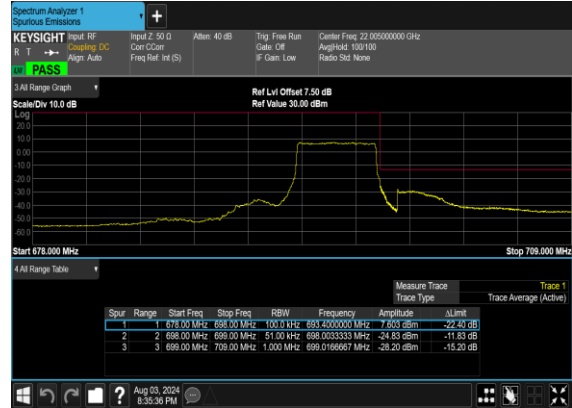 Spectrum Analyzer 1
Spurious Emissions
+
KEYSIGHT Input: RF Input Z: 50 Ω Atten: 40 dB Trig: Free Run Center Freq: 22.005000000 GHz
R T Coupling: DC Corr CCorr Gate: Off Avg|Hold: 100/100
Align: Auto Freq Ref: Int (S) IF Gain: Low Radio Std: None
PASS
3 All Range Graph
Ref Lvl Offset 7.50 dB
Scale/Div 10.0 dB Ref Value 30.00 dBm
Log
20.0
10.0
0.00
-10.0
-20.0
-30.0
-40.0
-50.0
-60.0
Start 678.000 MHz Stop 709.000 MHz
4 All Range Table
Measure Trace Trace 1
Trace Type Trace Average (Active)
Spur Range Start Freq Stop Freq RBW Frequency Amplitude ΔLimit
1 1 678.00 MHz 698.00 MHz 100.0 kHz 693.4000000 MHz 7.603 dBm -22.40 dB
2 2 698.00 MHz 699.00 MHz 51.00 kHz 698.0033333 MHz -24.83 dBm -11.83 dB
3 3 699.00 MHz 709.00 MHz 1.000 MHz 699.0166667 MHz -28.20 dBm -15.20 dB
? Aug 03, 2024
8:35:36 PM